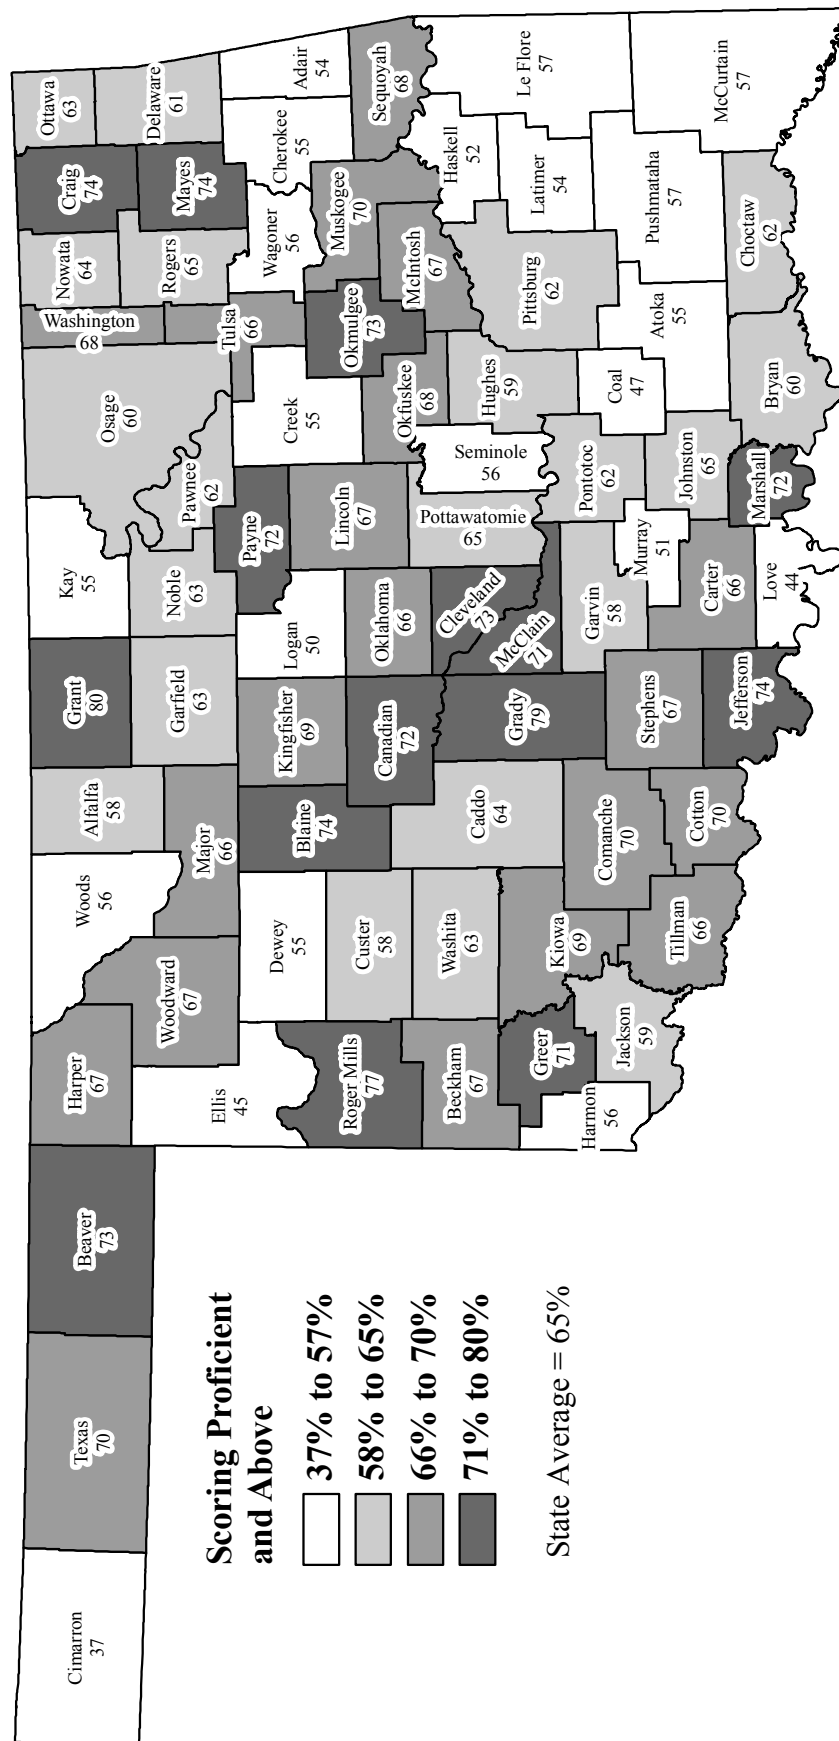 Cimarron
37
Texas
70
Beaver
73
Harper
67
Woods
56
Alfalfa
58
Grant
80
Kay
55
Osage
60
Washington
68
Nowata
64
Craig
74
Ottawa
63
Ellis
45
Woodward
67
Major
66
Garfield
63
Noble
63
Pawnee
62
Tulsa
66
Rogers
65
Mayes
74
Delaware
61
Roger Mills
77
Dewey
55
Blaine
74
Kingfisher
69
Logan
50
Payne
72
Creek
55
Wagoner
56
Cherokee
55
Adair
54
Custer
58
Canadian
72
Oklahoma
66
Lincoln
67
Okfuskee
68
Okmulgee
73
Muskogee
70
Sequoyah
68
Beckham
67
Washita
63
Caddo
64
Grady
79
Cleveland
73
McClain
71
Pottawatomie
65
Seminole
56
Hughes
59
McIntosh
67
Haskell
52
Pittsburg
62
Latimer
54
Le Flore
57
Harmon
56
Greer
71
Kiowa
69
Jackson
59
Comanche
70
Tillman
66
Cotton
70
Stephens
67
Jefferson
74
Garvin
58
Murray
51
Carter
66
Love
44
Pontotoc
62
Johnston
65
Marshall
72
Coal
47
Atoka
55
Bryan
60
Pushmataha
57
Choctaw
62
McCurtain
57
Scoring Proficient
and Above
37% to 57%
58% to 65%
66% to 70%
71% to 80%
State Average = 65%